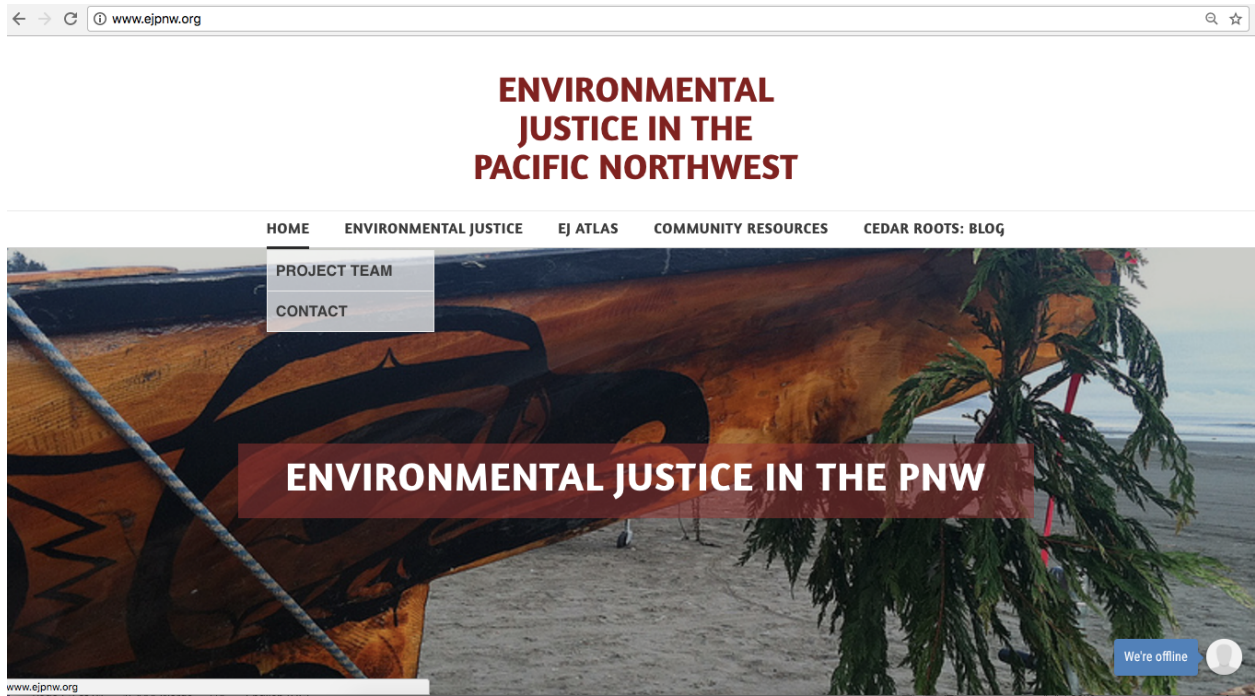 www.ejpnw.org
ENVIRONMENTAL
JUSTICE IN THE
PACIFIC NORTHWEST
HOME ENVIRONMENTAL JUSTICE EJ ATLAS COMMUNITY RESOURCES CEDAR ROOTS: BLOG
PROJECT TEAM
CONTACT
ENVIRONMENTAL JUSTICE IN THE PNW
We're offline
www.ejpnw.org